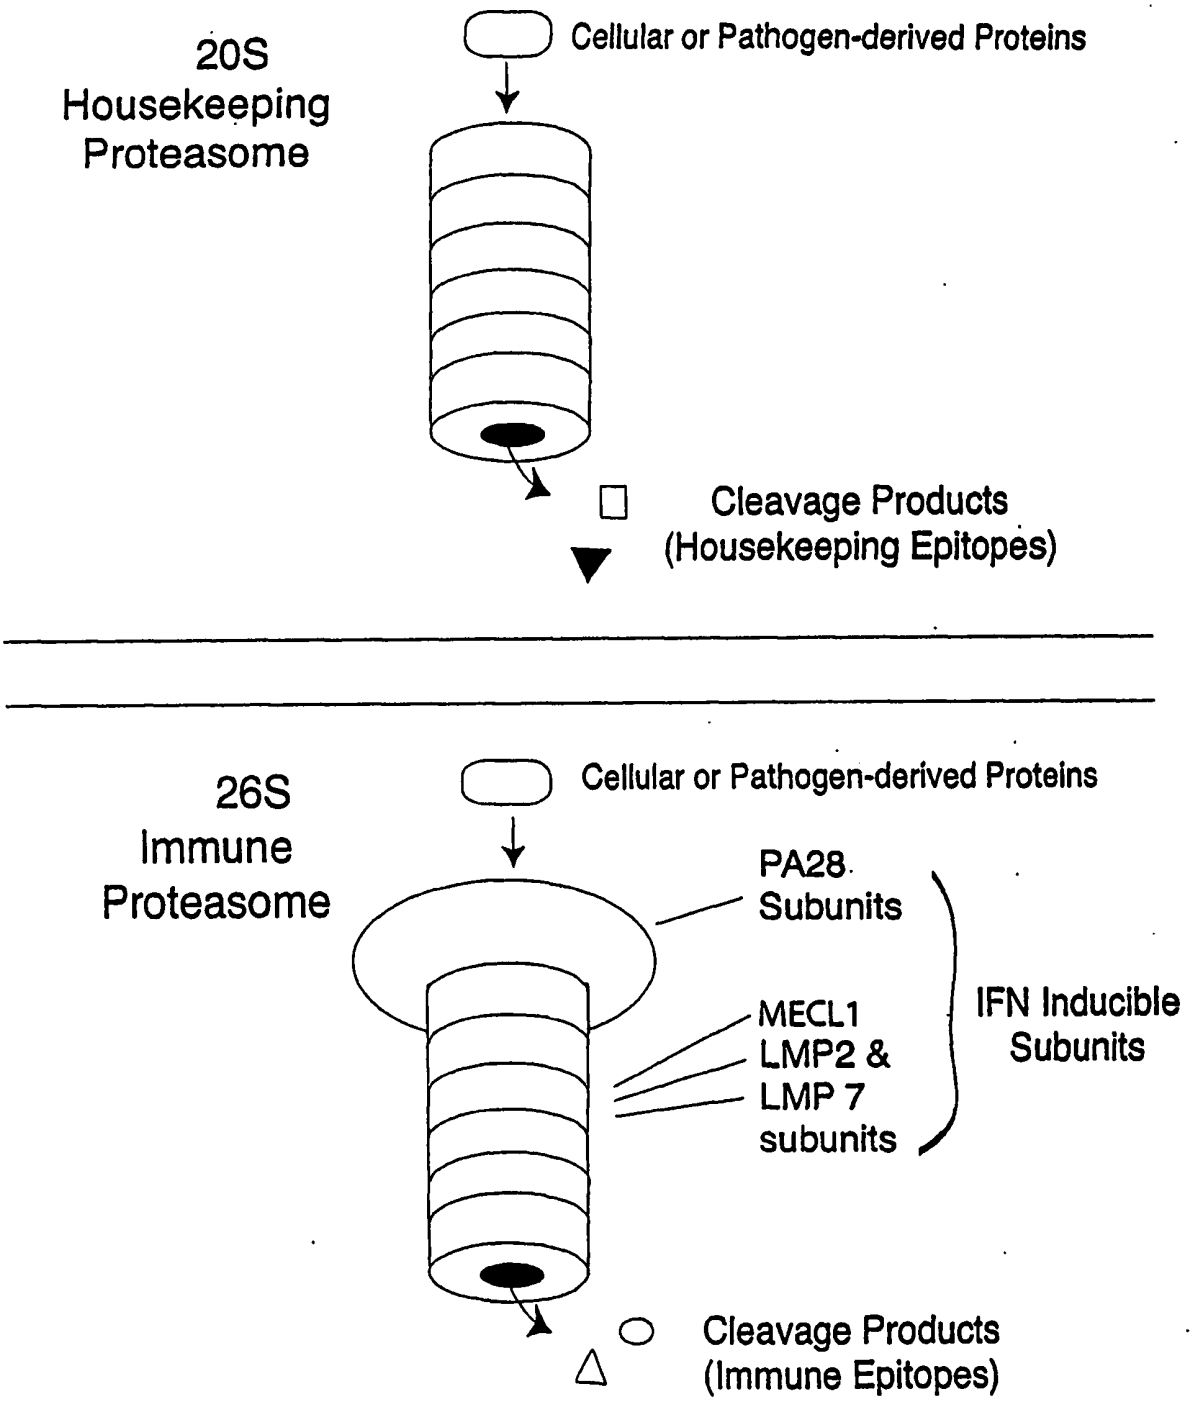 20S
Housekeeping
Proteasome
Cellular or Pathogen-derived Proteins
Cleavage Products
(Housekeeping Epitopes)
26S
Immune
Proteasome
Cellular or Pathogen-derived Proteins
PA28
Subunits
MECL1
LMP2 &
LMP 7
subunits
IFN Inducible
Subunits
Cleavage Products
(Immune Epitopes)